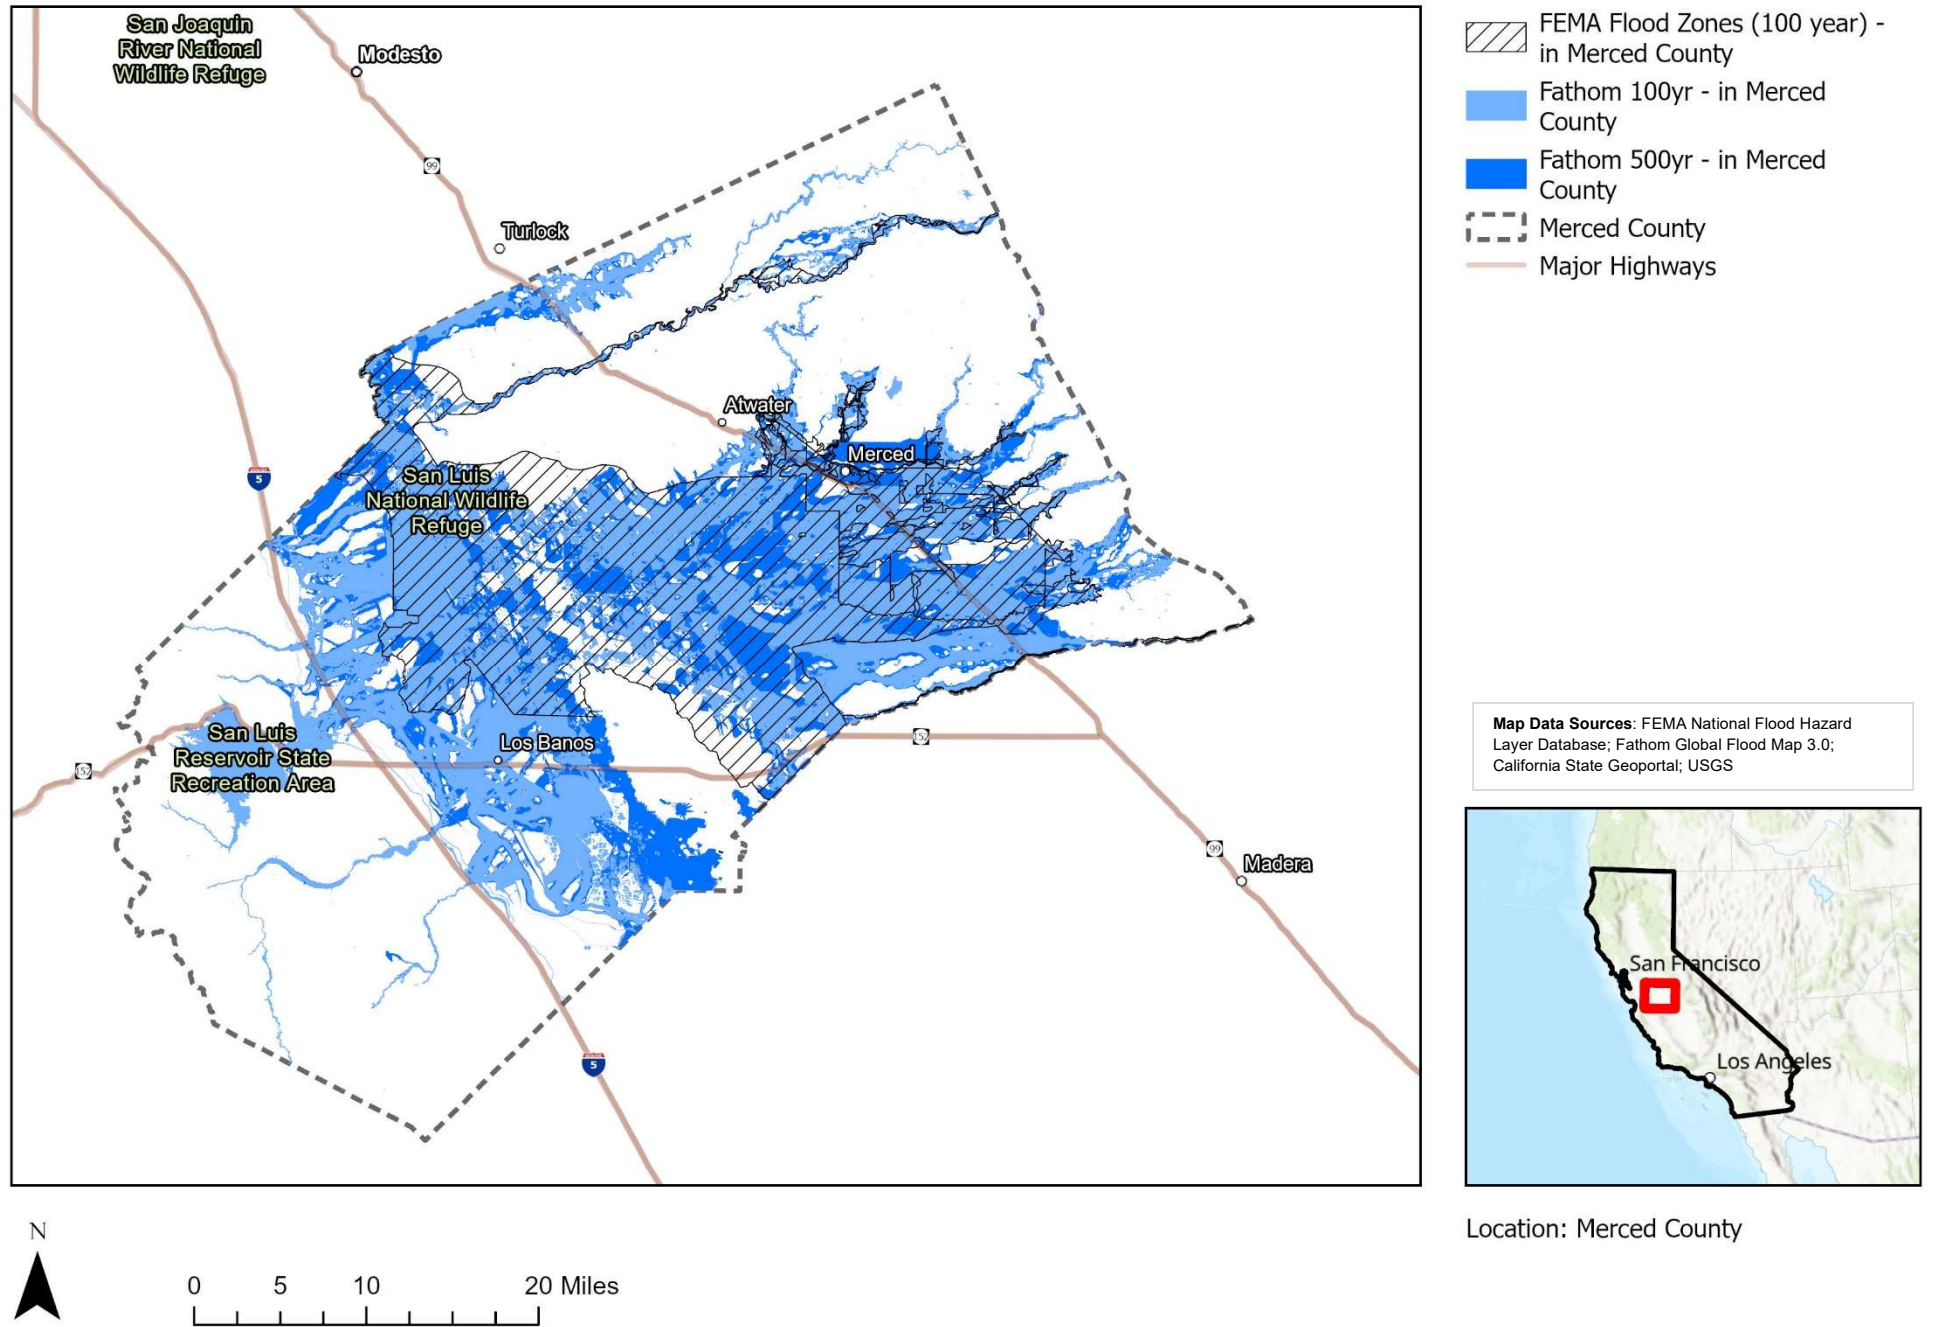 San Joaquin
River National
Wildlife Refuge
Modesto
99
Turlock
Atwater
Merced
5
San Luis
National Wildlife
Refuge
San Luis
Reservoir State
Recreation Area
Los Banos
152
152
99
Madera
5
FEMA Flood Zones (100 year) -
in Merced County
Fathom 100yr - in Merced
County
Fathom 500yr - in Merced
County
Merced County
Major Highways
Map Data Sources: FEMA National Flood Hazard
Layer Database; Fathom Global Flood Map 3.0;
California State Geoportal; USGS
San Francisco
Los Angeles
Location: Merced County
N
0 5 10 20 Miles